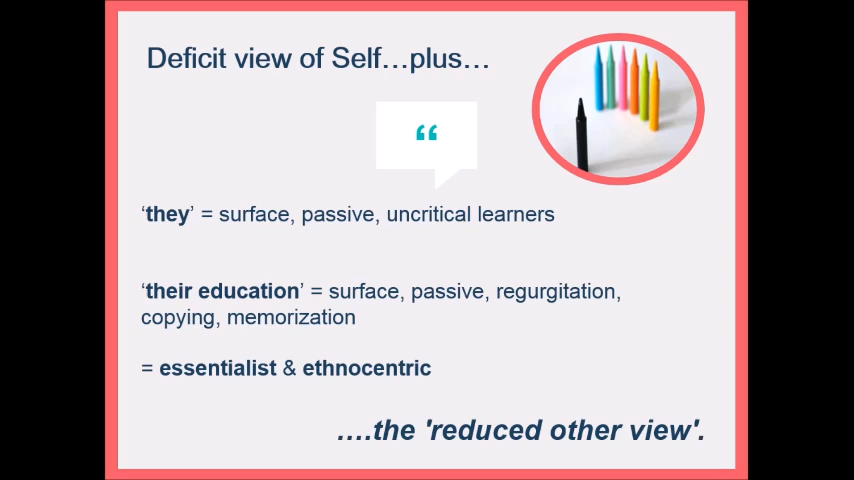 Deficit view of Self…plus…
“
‘they’ = surface, passive, uncritical learners
‘their education’ = surface, passive, regurgitation,
copying, memorization
= essentialist & ethnocentric
….the 'reduced other view'.